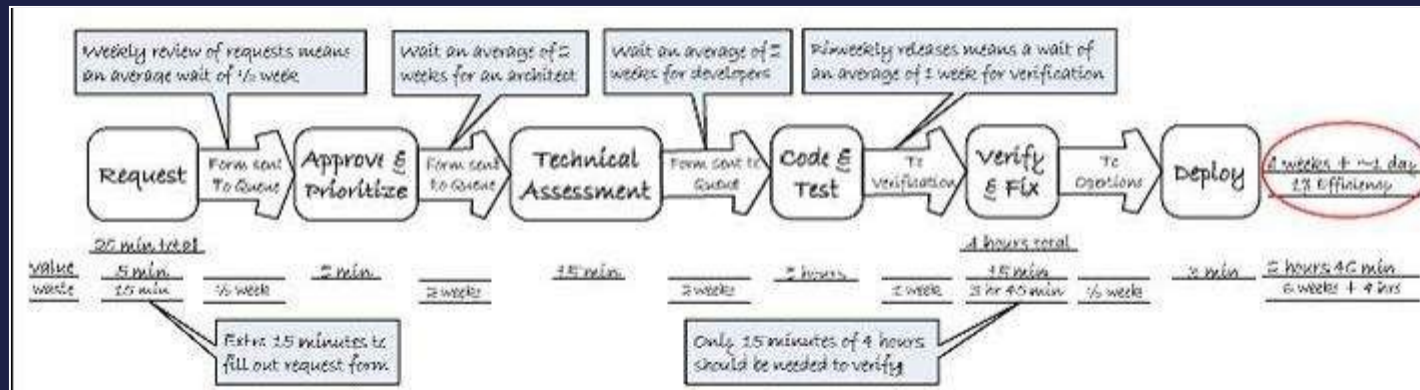 Weekly review of requests means
an average wait of ½ week
Wait an average of 2
weeks for an architect
Wait an average of 2
weeks for developers
Biweekly releases means a wait of
an average of 1 week for verification
Request
Form sent
To Queue
Approve &
Prioritize
Form sent
To Queue
Technical
Assessment
Form sent to
Queue
Code &
Test
To
Verification
Verify
& Fix
To
Operations
Deploy
weeks + ~1 day
Efficiency
min total
4 hours total
value 5 min 2 min 15 min 2 hours 15 min min 2 hours min
waste 15 min ½ week 2 weeks 2 weeks 1 week 3 hr 45 min ½ week 6 weeks + 4 hrs
Extra 15 minutes to
fill out request form
Only 15 minutes of 4 hours
should be needed to verify